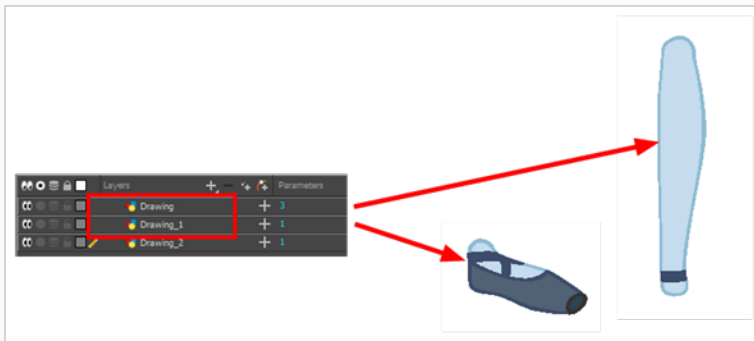 Layers Parameters
Drawing 3
Drawing_1 1
Drawing_2 1